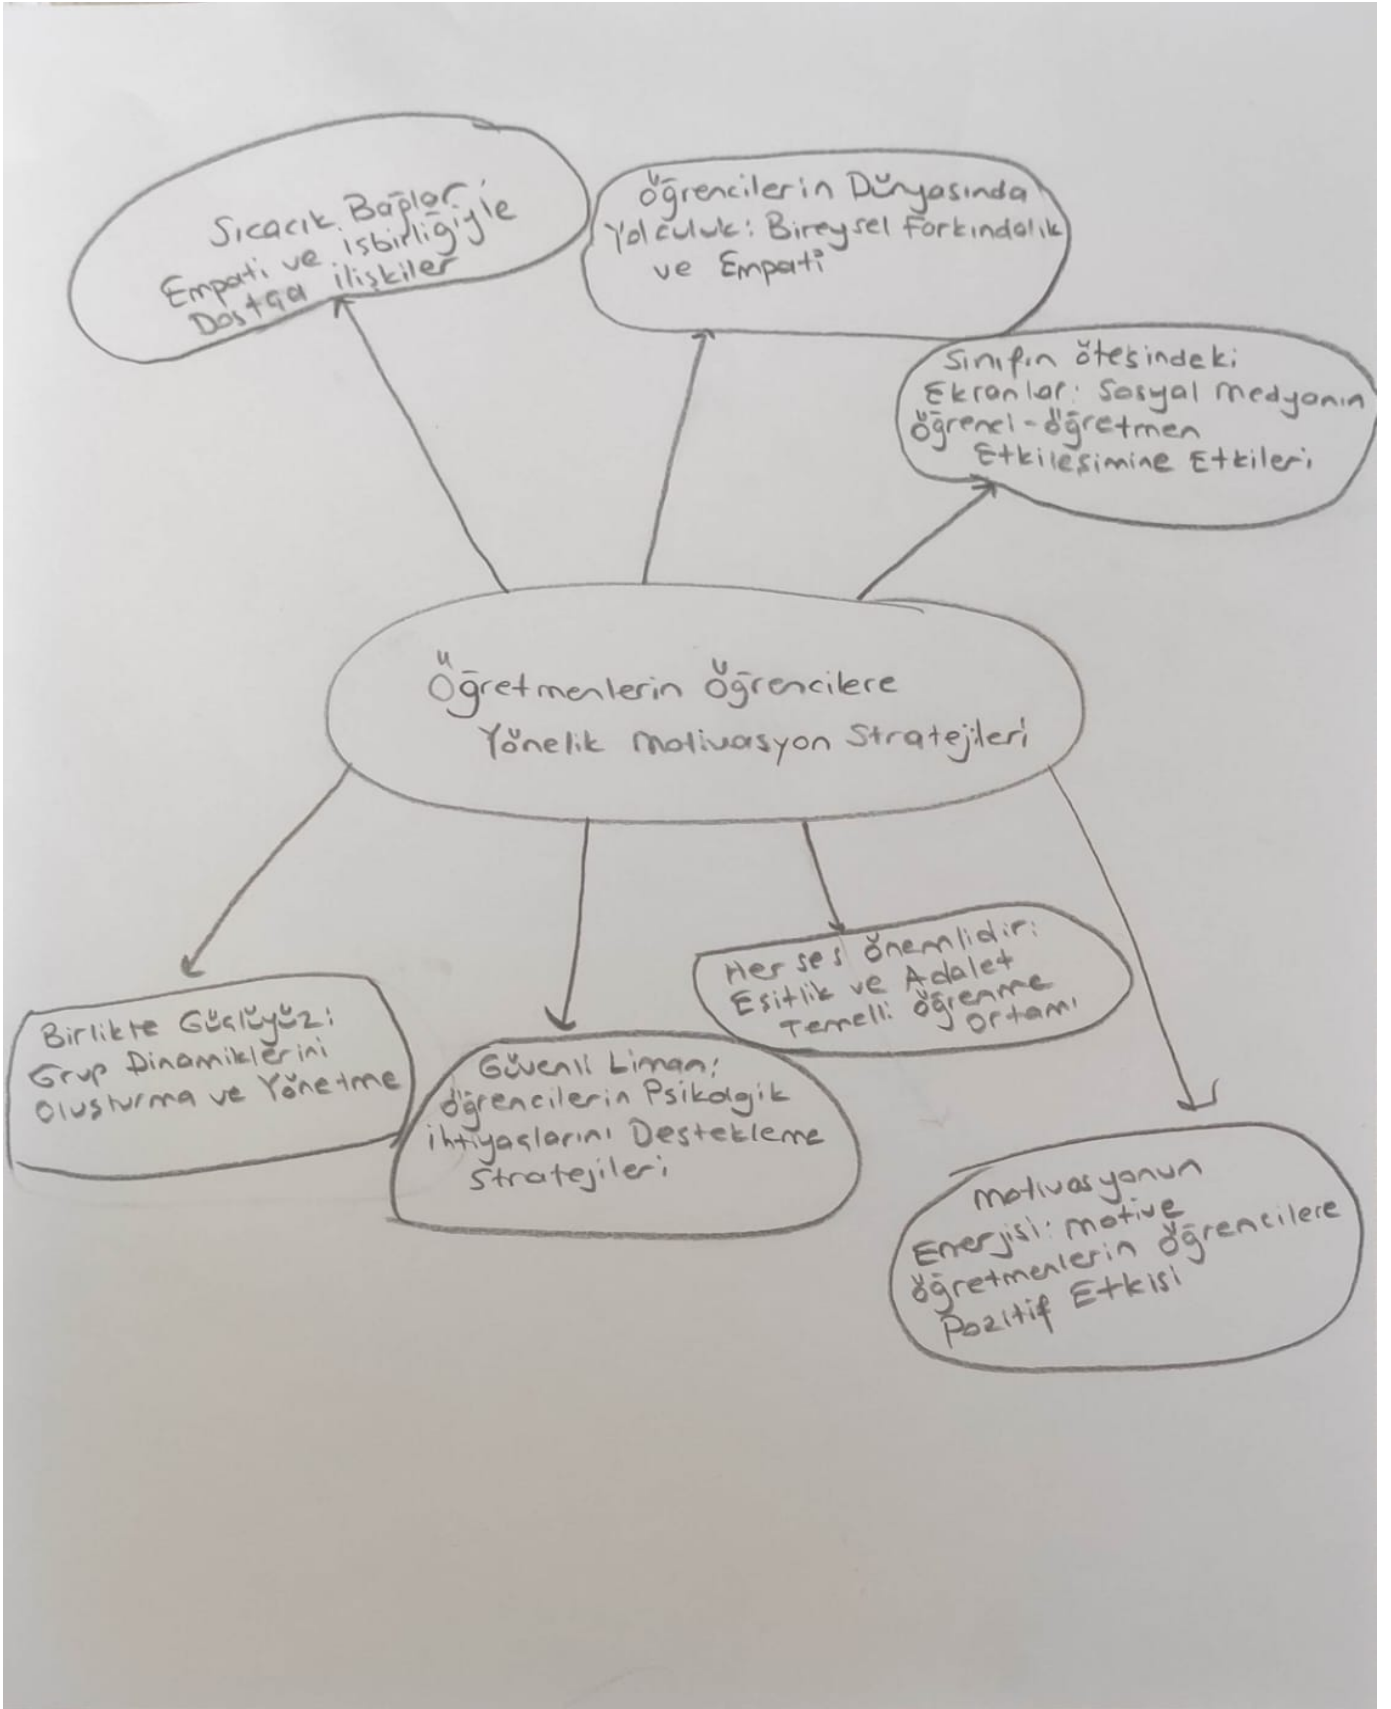 Sıcacık Bağlar:
Empati ve işbirliğiyle
Dostça ilişkiler
Öğrencilerin Dünyasında
Yolculuk: Bireysel Farkındalık
ve Empati
Sınıfın ötesindeki
Ekranlar: Sosyal medyanın
Öğrenci-öğretmen
Etkileşimine Etkileri
Öğretmenlerin Öğrencilere
Yönelik Motivasyon Stratejileri
Her ses önemlidir:
Eşitlik ve Adalet
Temelli Öğrenme
Ortamı
Birlikte Güçlüyüz:
Grup Dinamiklerini
Oluşturma ve Yönetme
Güvenli Liman:
Öğrencilerin Psikolgik
ihtiyaçlarını Destekleme
Stratejileri
Motivasyonun
Enerjisi: motive
öğretmenlerin öğrencilere
Pozitif Etkisi